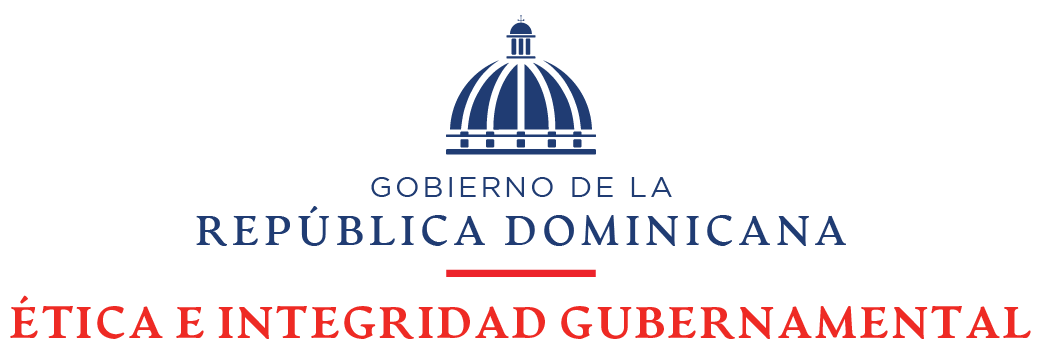 GOBIERNO DE LA
REPÚBLICA DOMINICANA
ÉTICA E INTEGRIDAD GUBERNAMENTAL